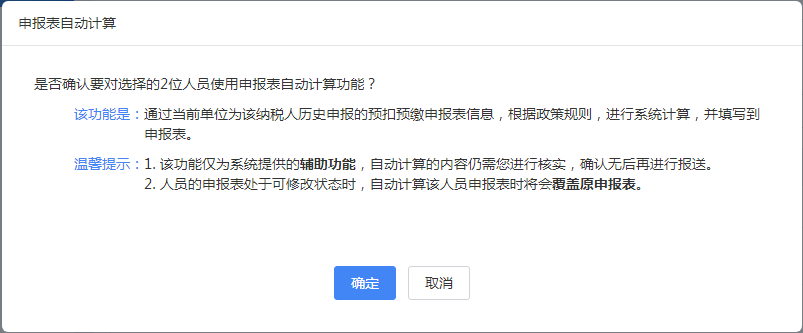 申报表自动计算
是否确认要对选择的2位人员使用申报表自动计算功能？
该功能是：通过当前单位为该纳税人历史申报的预扣预缴申报表信息，根据政策规则，进行系统计算，并填写到
申报表。
温馨提示：1. 该功能仅为系统提供的辅助功能，自动计算的内容仍需您进行核实，确认无后再进行报送。
2. 人员的申报表处于可修改状态时，自动计算该人员申报表时将会覆盖原申报表。
确定 取消